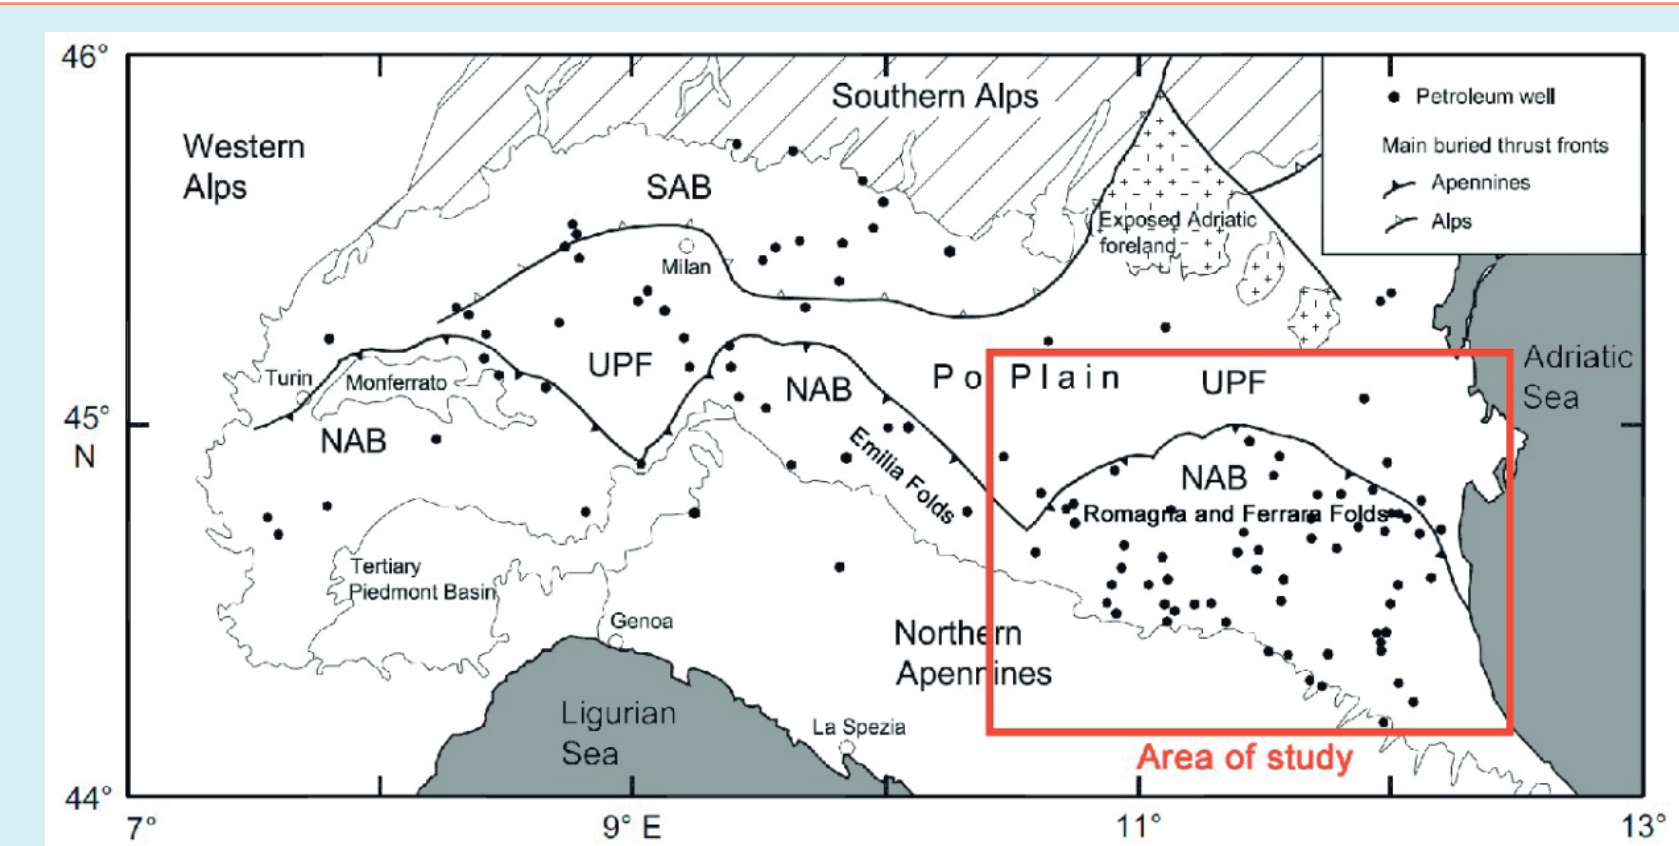 46°
Southern Alps
Petroleum well
Western
Alps
Main buried thrust fronts
SAB
Apennines
Exposed Adriatic
foreland
Alps
Milan
UPF
Adriatic
Sea
Turin
Monferrato
NAB
Po Plain
UPF
45°
N
NAB
Emilia Folds
NAB
Romagna and Ferrara Folds
Tertiary
Piedmont Basin
Genoa
Northern
Apennines
Ligurian
Sea
La Spezia
Area of study
44°
7°
9° E
11°
13°